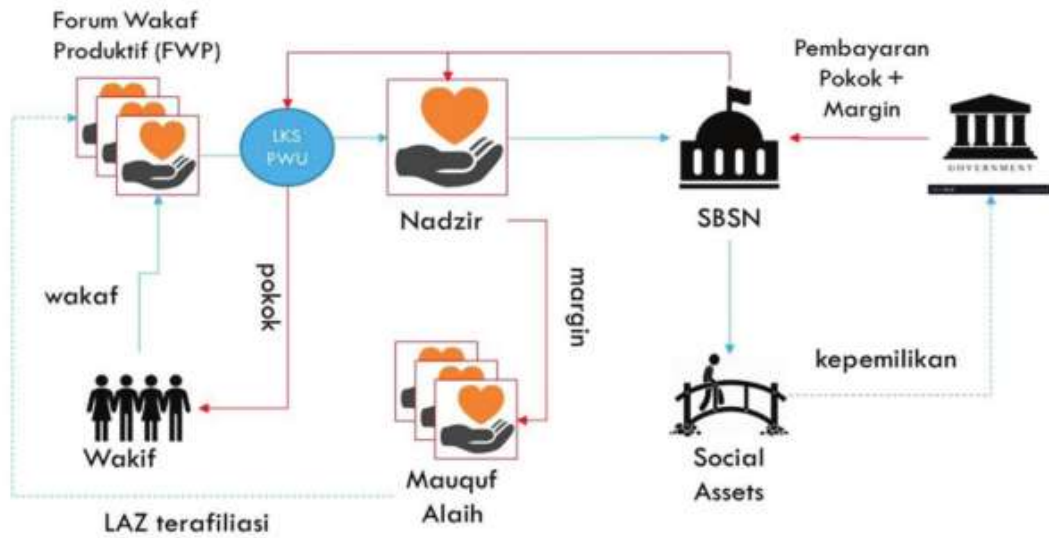 Forum Wakaf
Produktif (FWP)
Pembayaran
Pokok +
Margin
LKS
PWU
GOVERNMENT
Nadzir
SBSN
wakaf
pokok
margin
kepemilikan
Wakif
Mauquf
Alaih
Social
Assets
LAZ terafiliasi